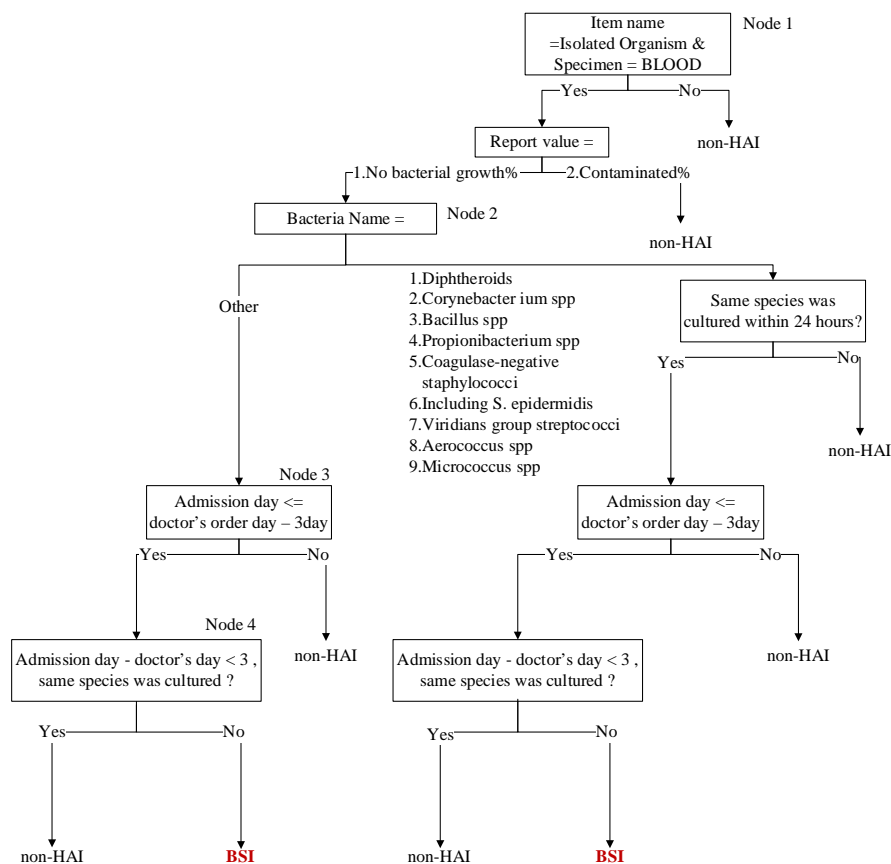 Item name
=Isolated Organism &
Specimen = BLOOD
Node 1
Yes
No
Report value =
non-HAI
1.No bacterial growth%
2.Contaminated%
Bacteria Name =
Node 2
non-HAI
Other
1.Diphtheroids
2.Corynebacter ium spp
3.Bacillus spp
4.Propionibacterium spp
5.Coagulase-negative
staphylococci
6.Including S. epidermidis
7.Viridians group streptococci
8.Aerococcus spp
9.Micrococcus spp
Same species was
cultured within 24 hours?
Yes
No
non-HAI
Node 3
Admission day <=
doctor's order day – 3day
Admission day <=
doctor's order day – 3day
Yes
No
Yes
No
Node 4
non-HAI
non-HAI
Admission day - doctor's day < 3 ,
same species was cultured ?
Admission day - doctor's day < 3 ,
same species was cultured ?
Yes
No
Yes
No
non-HAI
BSI
non-HAI
BSI